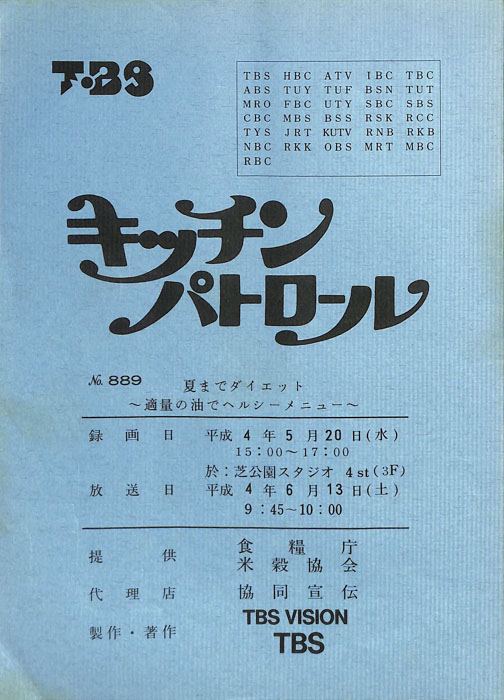 T・BS
TBS HBC ATV IBC TBC
ABS TUY TUF BSN TUT
MRO FBC UTY SBC SBS
CBC MBS BSS RSK RCC
TYS JRT KUTV RNB RKB
NBC RKK OBS MRT MBC
RBC
キッチン
パトロール
No. 889 夏までダイエット
〜適量の油でヘルシーメニュー〜
録画日 平成 4 年 5 月 20 日(水)
15:00〜17:00
於:芝公園スタジオ 4 st (3F)
放送日 平成 4 年 6 月 13 日(土)
9:45〜10:00
提供 食糧庁
米穀協会
代理店 協同宣伝
TBS VISION
製作・著作 TBS